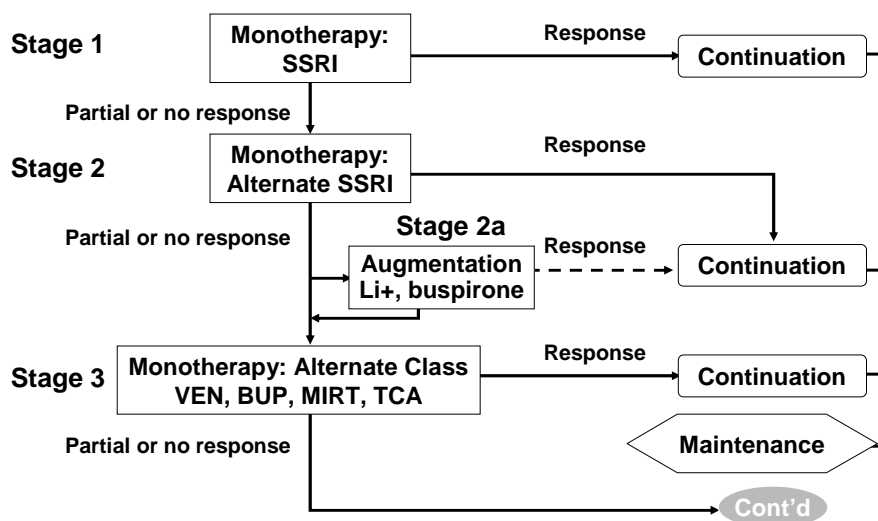 Stage 1
Monotherapy:
SSRI
Response
Continuation
Partial or no response
Stage 2
Monotherapy:
Alternate SSRI
Response
Partial or no response
Stage 2a
Augmentation
Li+, buspirone
Response
Continuation
Stage 3
Monotherapy: Alternate Class
VEN, BUP, MIRT, TCA
Response
Continuation
Partial or no response
Maintenance
Cont’d